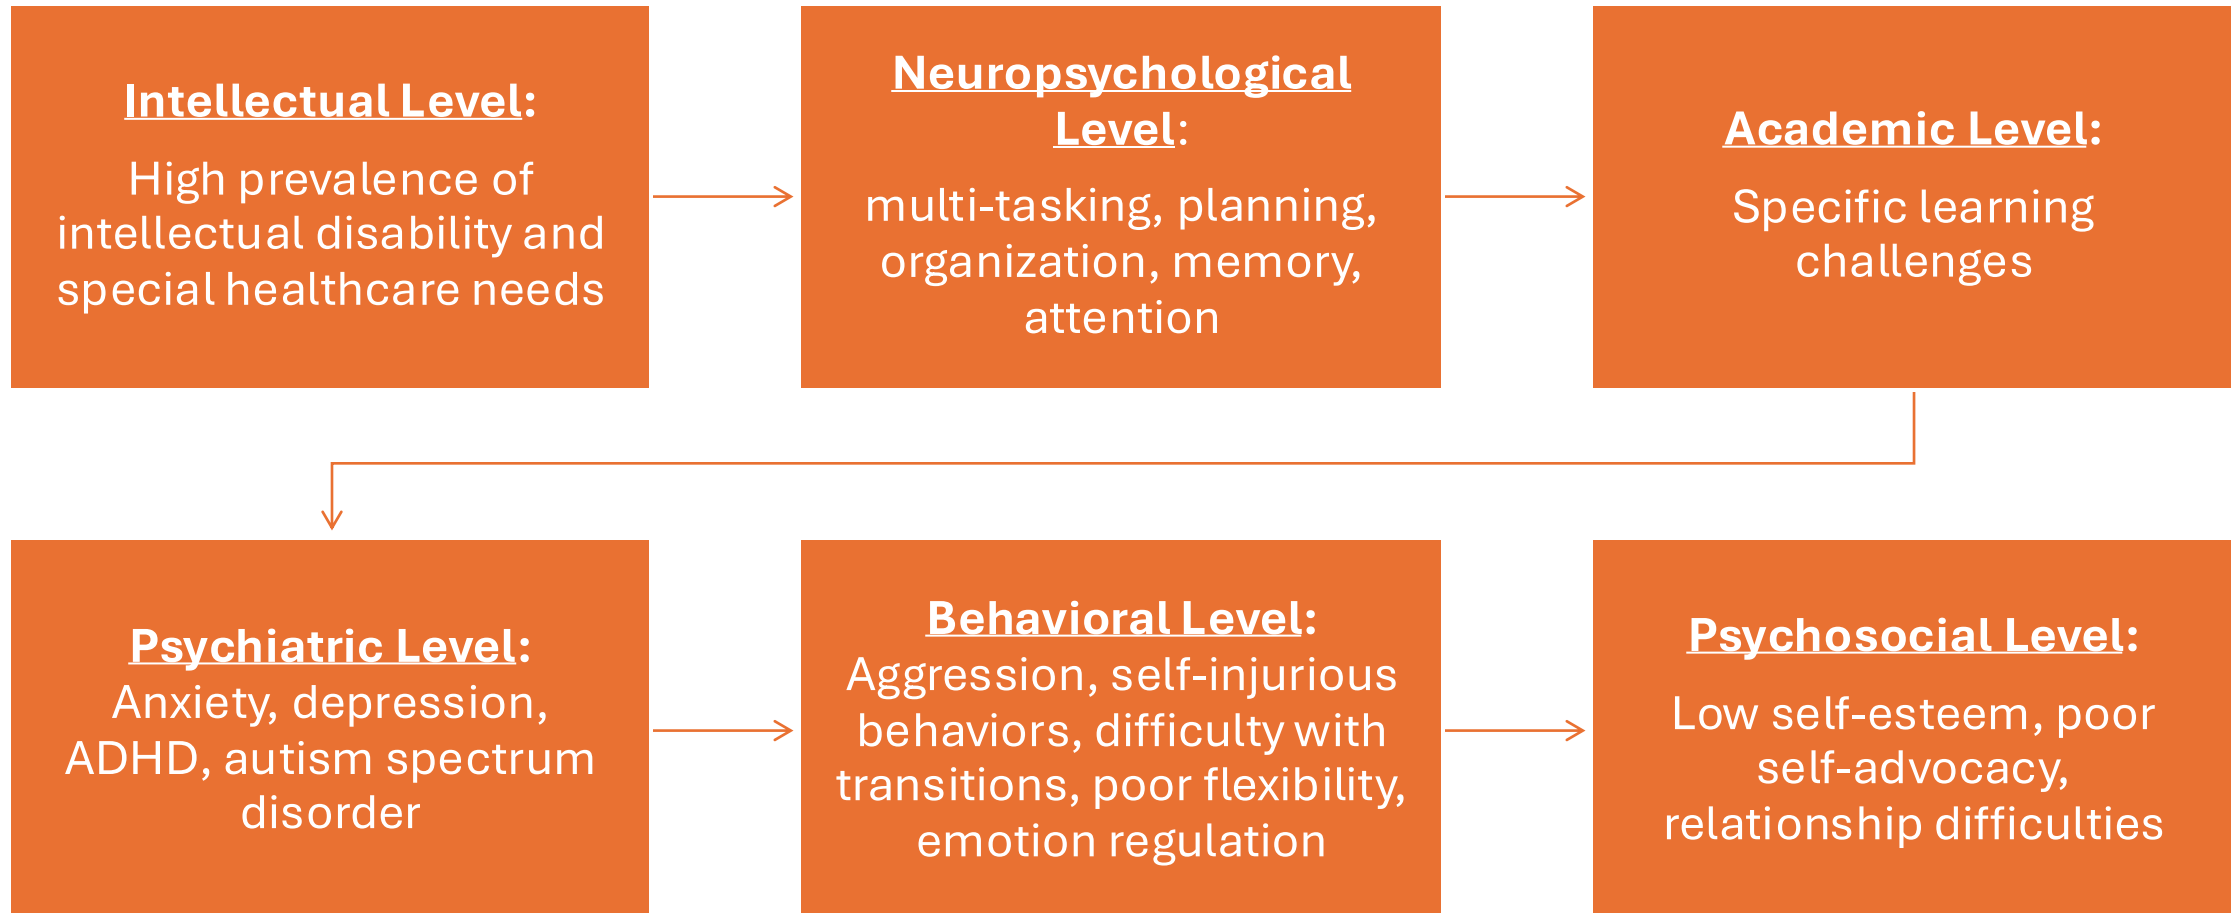 Intellectual Level:
High prevalence of
intellectual disability and
special healthcare needs
Neuropsychological
Level:
multi-tasking, planning,
organization, memory,
attention
Academic Level:
Specific learning
challenges
Psychiatric Level:
Anxiety, depression,
ADHD, autism spectrum
disorder
Behavioral Level:
Aggression, self-injurious
behaviors, difficulty with
transitions, poor flexibility,
emotion regulation
Psychosocial Level:
Low self-esteem, poor
self-advocacy,
relationship difficulties